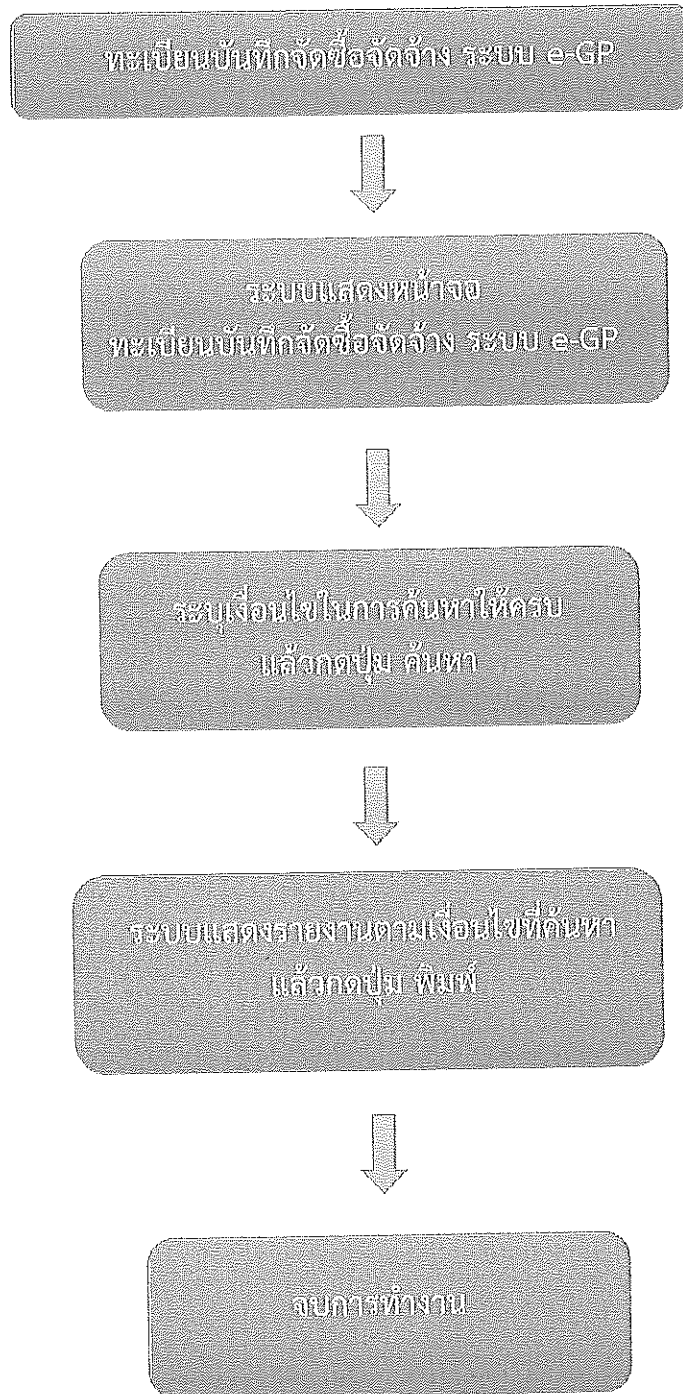 ทะเบียนบันทึกจัดซื้อจัดจ้าง ระบบ e-GP
ระบบแสดงหน้าจอ
ทะเบียนบันทึกจัดซื้อจัดจ้าง ระบบ e-GP
ระบุเงื่อนไขในการค้นหาให้ครบ
แล้วกดปุ่ม ค้นหา
ระบบแสดงรายงานตามเงื่อนไขที่ค้นหา
แล้วกดปุ่ม พิมพ์
จบการทำงาน